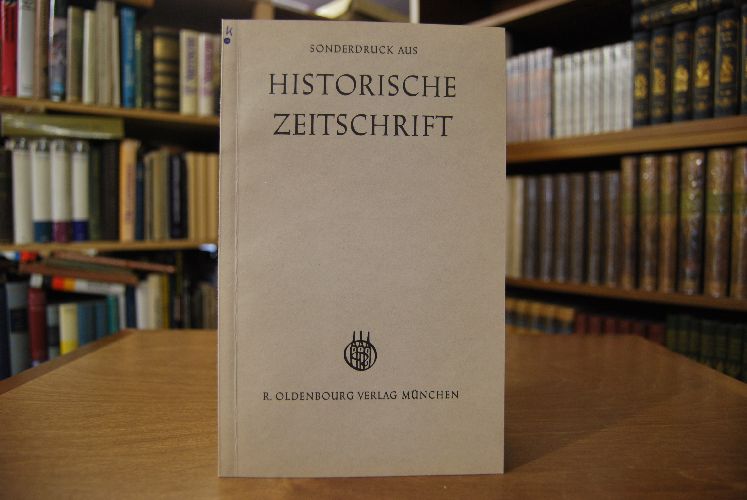 K
SONDERDRUCK AUS
HISTORISCHE
ZEITSCHRIFT
R. OLDENBOURG VERLAG MÜNCHEN